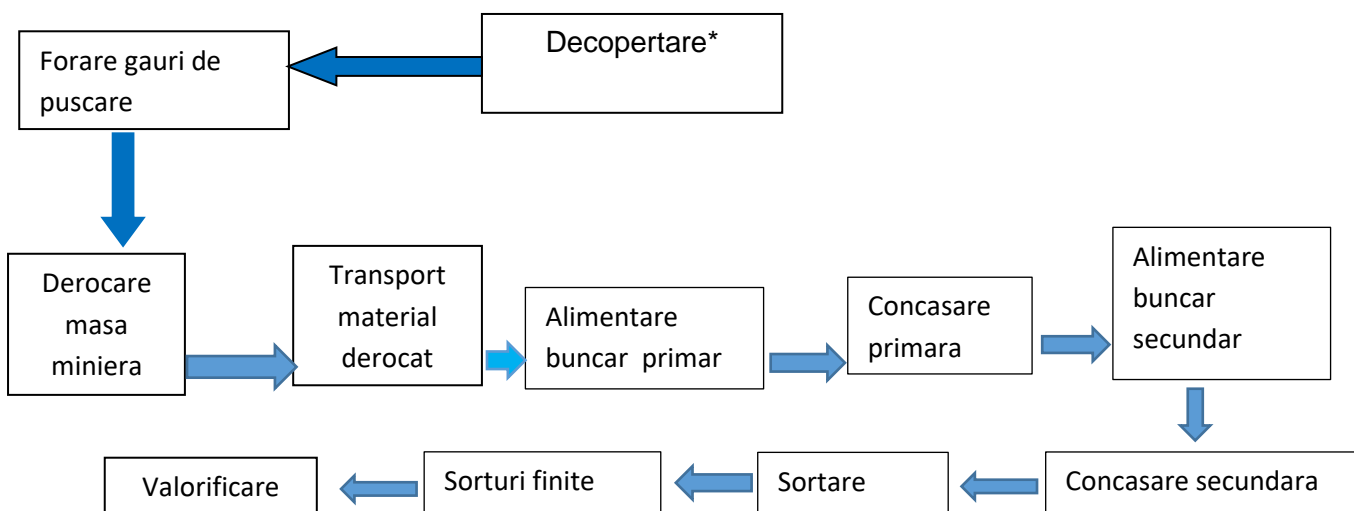 Decopertare*
Forare gauri de
puscare
Derocare
masa
miniera
Transport
material
derocat
Alimentare
buncar primar
Concasare
primara
Alimentare
buncar
secundar
Concasare secundara
Sortare
Sorturi finite
Valorificare